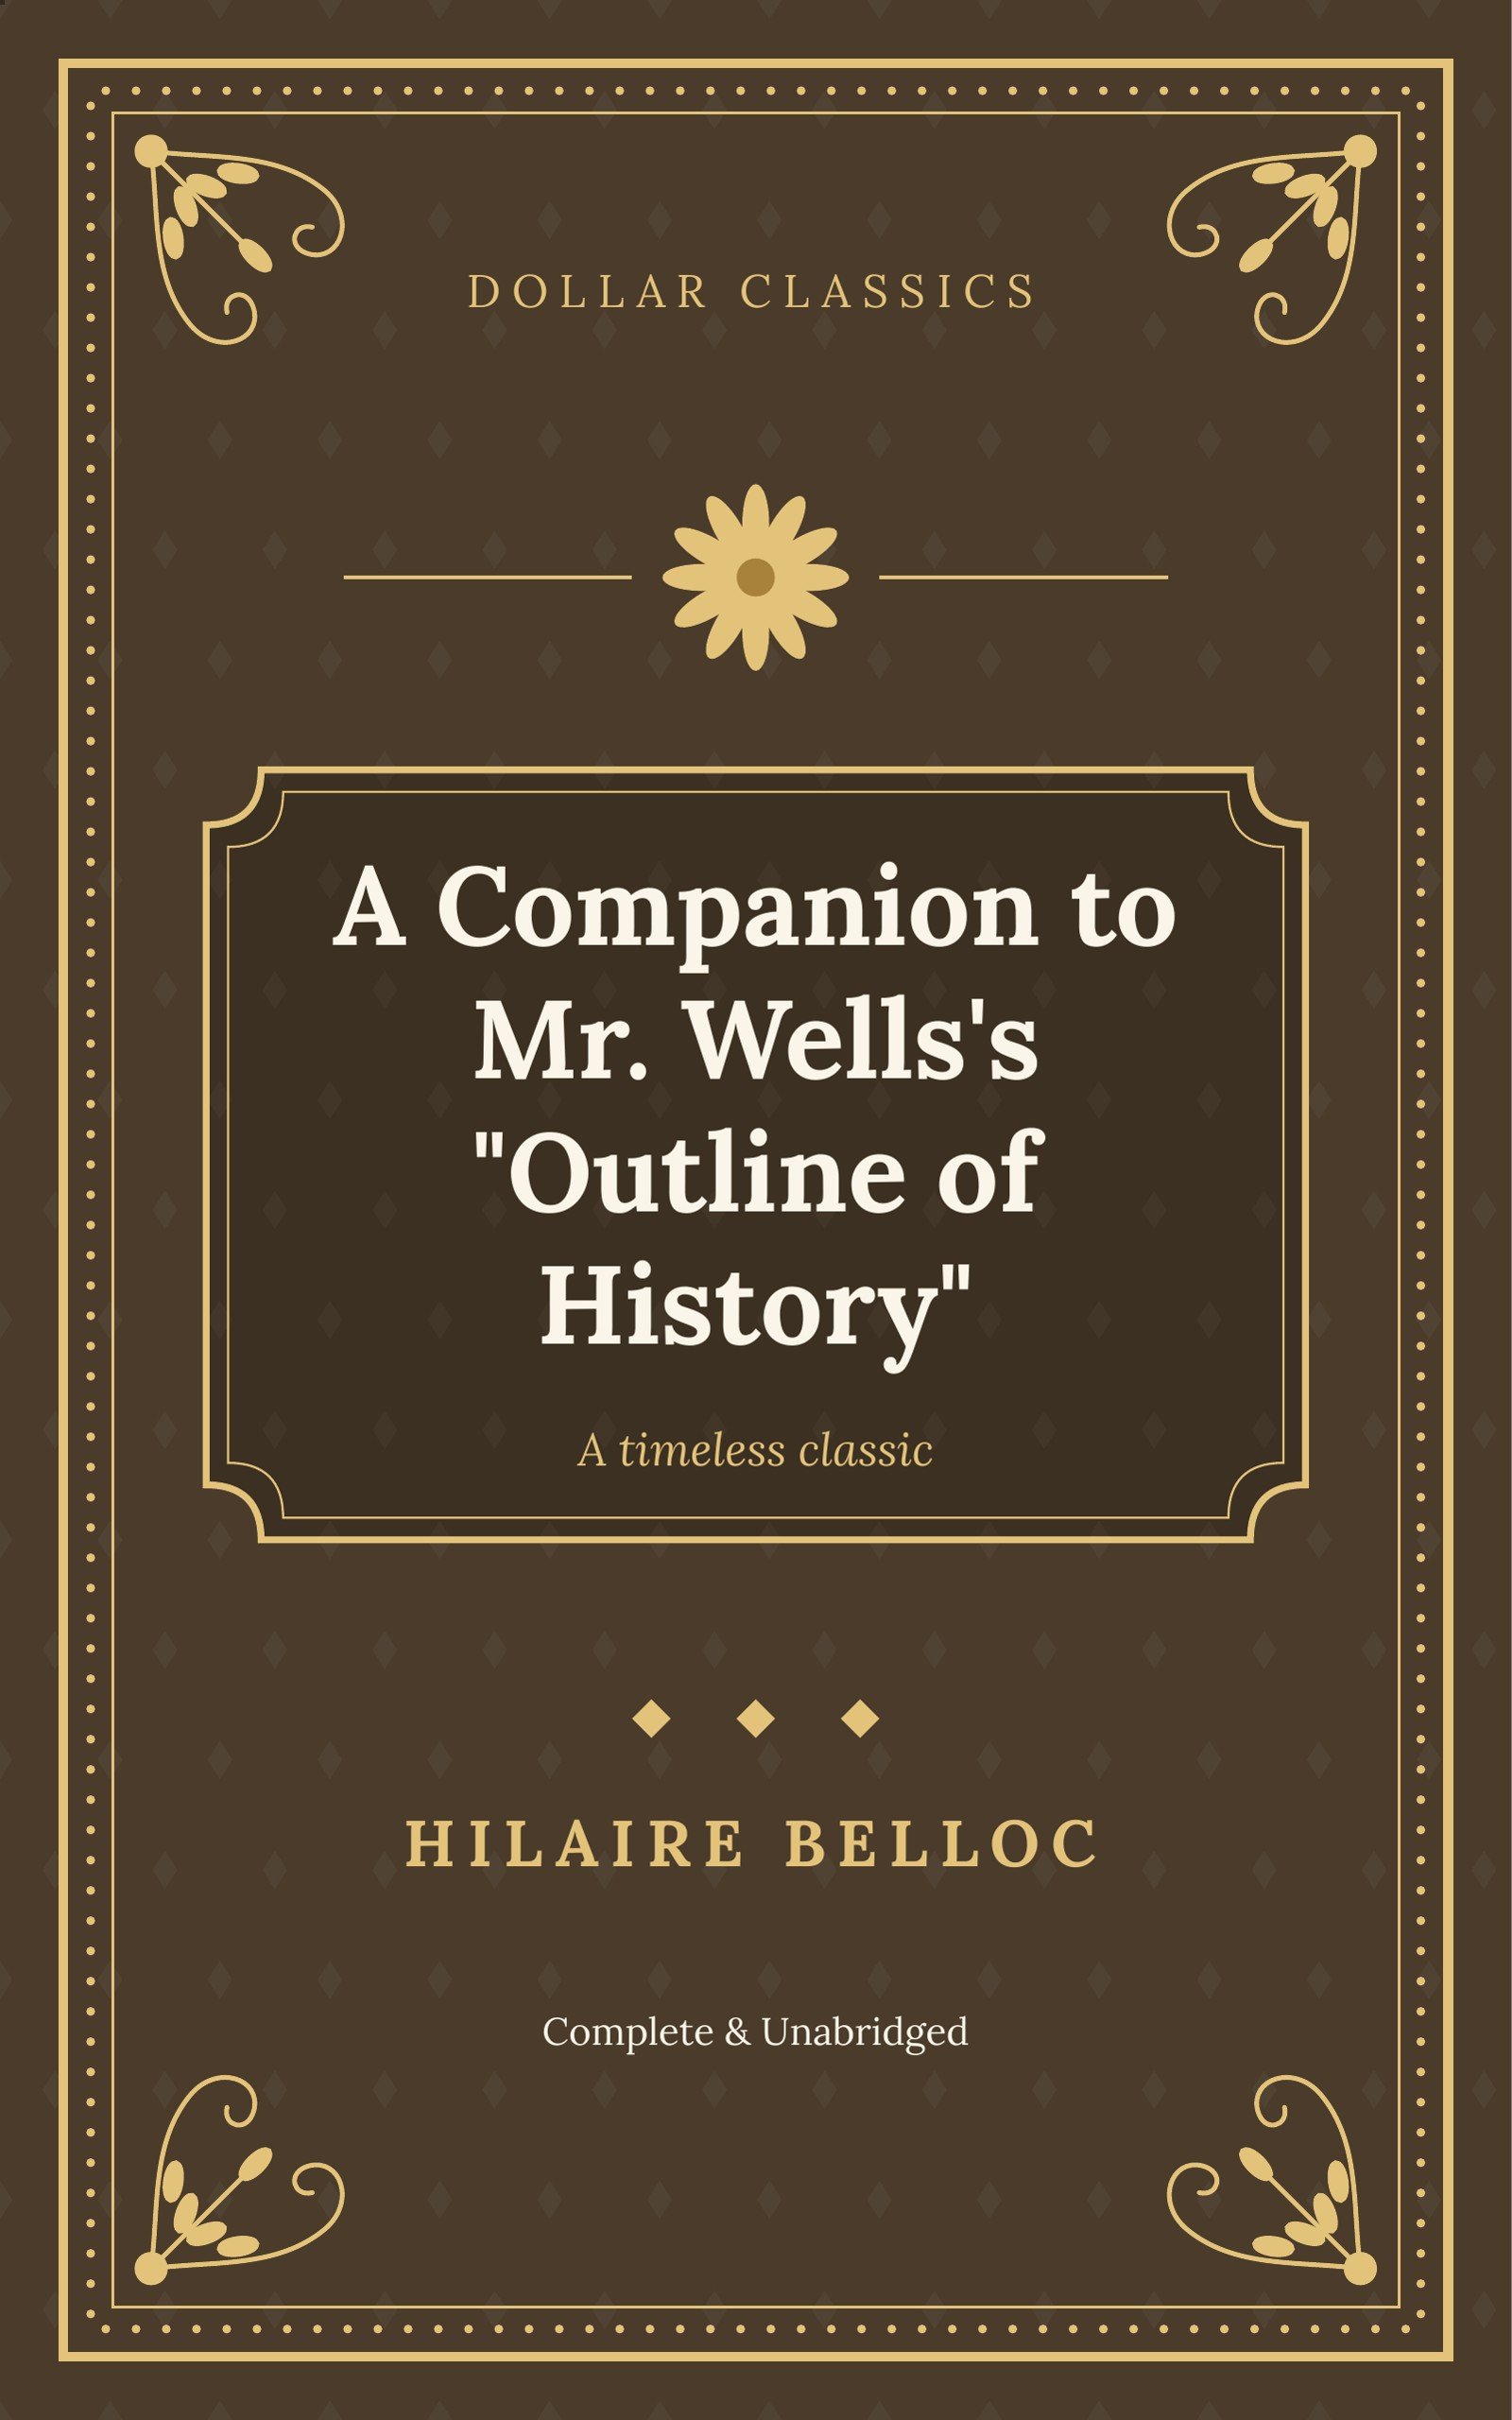 DOLLAR CLASSICS
A Companion to
Mr. Wells's
"Outline of
History"
A timeless classic
HILAIRE BELLOC
Complete & Unabridged